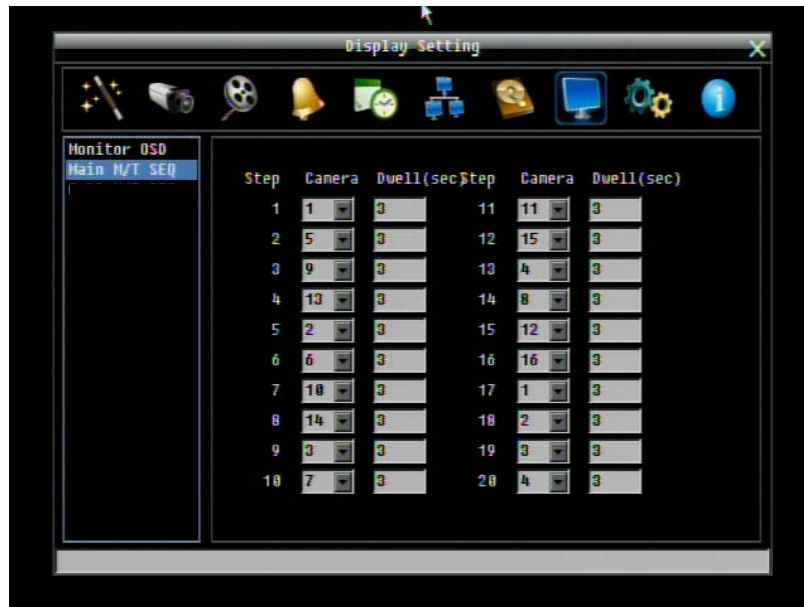 Display Setting
X
Monitor OSD
Main M/T SEQ
Step Camera Dwell(sec) Step Camera Dwell(sec)
1 1 3 11 11 3
2 5 3 12 15 3
3 9 3 13 4 3
4 13 3 14 8 3
5 2 3 15 12 3
6 6 3 16 16 3
7 10 3 17 1 3
8 14 3 18 2 3
9 3 3 19 3 3
10 7 3 20 4 3